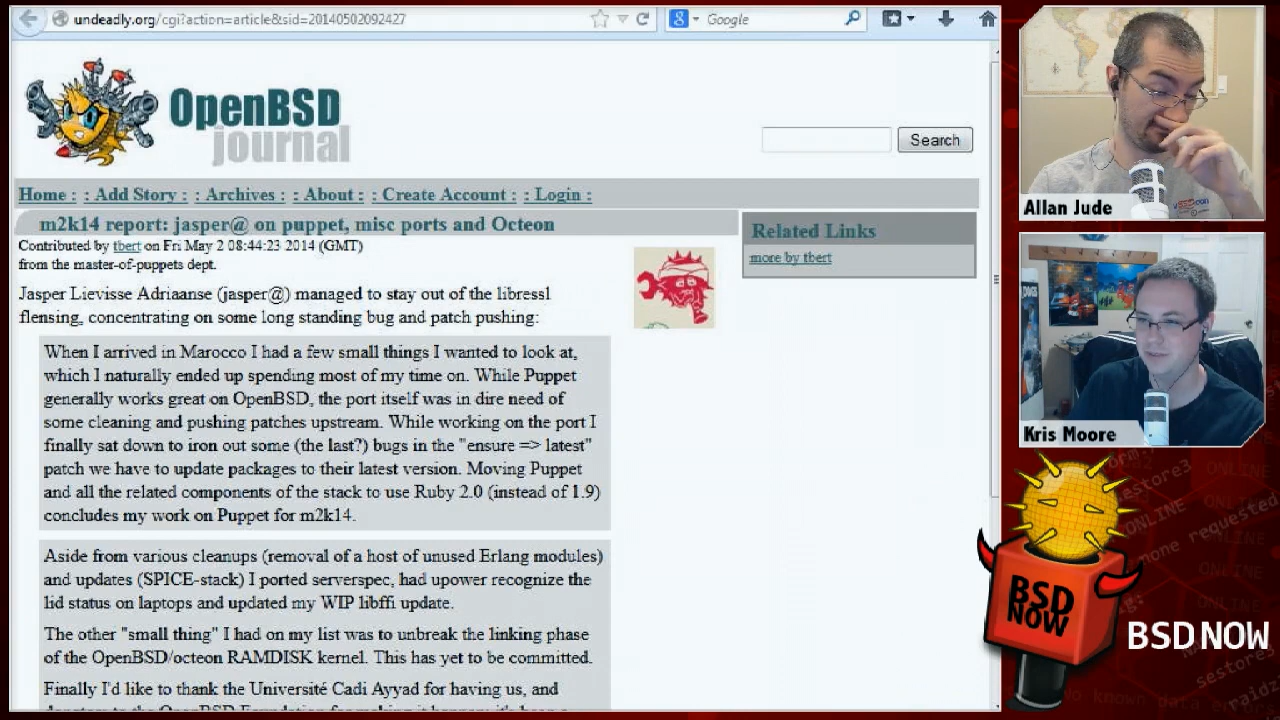 undeadly.org/cgi?action=article&sid=20140502092427
8 Google
OpenBSD
journal
Search
Home : : Add Story : : Archives : : About : : Create Account : : Login :
m2k14 report: jasper@ on puppet, misc ports and Octeon
Contributed by tbert on Fri May 2 08:44:23 2014 (GMT)
from the master-of-puppets dept.
Related Links
more by tbert
Jasper Lievisse Adriaanse (jasper@) managed to stay out of the libressl
flensing, concentrating on some long standing bug and patch pushing:
When I arrived in Marocco I had a few small things I wanted to look at,
which I naturally ended up spending most of my time on. While Puppet
generally works great on OpenBSD, the port itself was in dire need of
some cleaning and pushing patches upstream. While working on the port I
finally sat down to iron out some (the last?) bugs in the "ensure => latest"
patch we have to update packages to their latest version. Moving Puppet
and all the related components of the stack to use Ruby 2.0 (instead of 1.9)
concludes my work on Puppet for m2k14.
Aside from various cleanups (removal of a host of unused Erlang modules)
and updates (SPICE-stack) I ported serverspec, had upower recognize the
lid status on laptops and updated my WIP libffi update.
The other "small thing" I had on my list was to unbreak the linking phase
of the OpenBSD/octeon RAMDISK kernel. This has yet to be committed.
Finally I'd like to thank the Université Cadi Ayyad for having us, and
Allan Jude
Kris Moore
BSD
NOW
BSD NOW